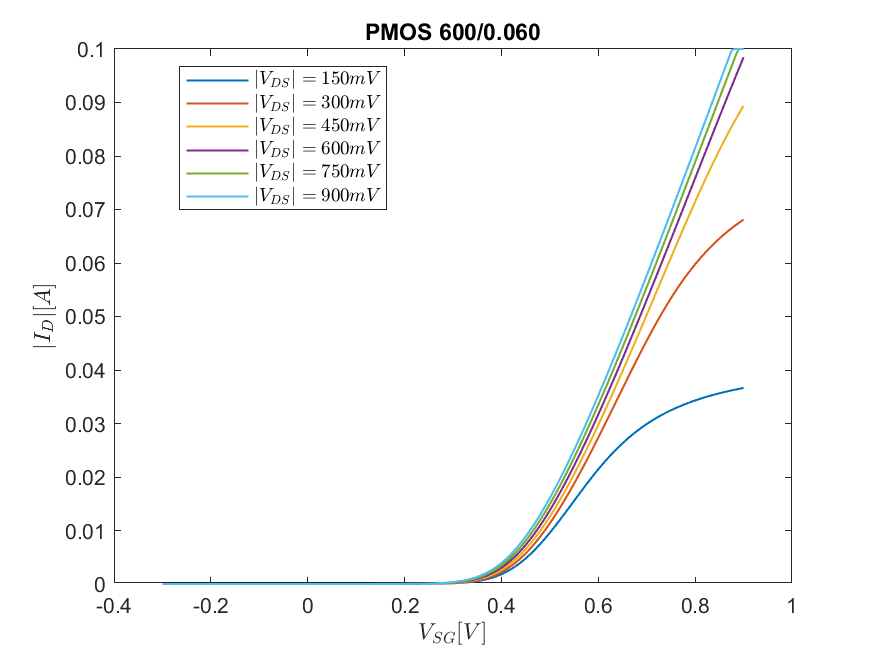 PMOS 600/0.060
0.1
0.09
0.08
0.07
0.06
0.05
0.04
0.03
0.02
0.01
0
|I_D|[A]
|V_{DS}| = 150mV
|V_{DS}| = 300mV
|V_{DS}| = 450mV
|V_{DS}| = 600mV
|V_{DS}| = 750mV
|V_{DS}| = 900mV
-0.4 -0.2 0 0.2 0.4 0.6 0.8 1
V_{SG}[V]